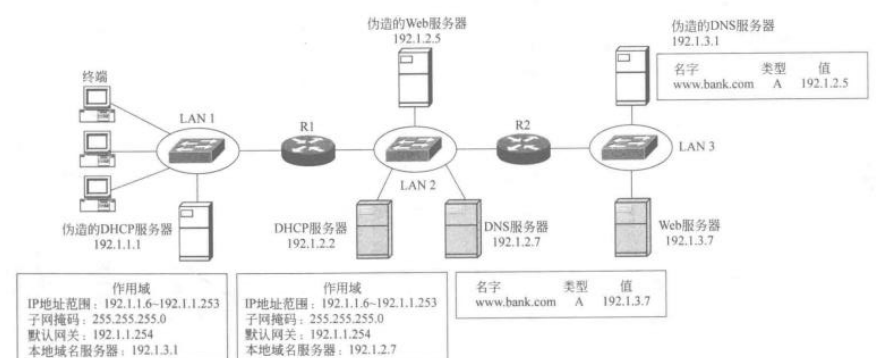 伪造的Web服务器
192.1.2.5
伪造的DNS服务器
192.1.3.1
名字 类型 值
www.bank.com A 192.1.2.5
终端
LAN 1
R1
R2
LAN 3
LAN 2
伪造的DHCP服务器
192.1.1.1
DHCP服务器
192.1.2.2
DNS服务器
192.1.2.7
Web服务器
192.1.3.7
作用域
IP地址范围:192.1.1.6~192.1.1.253
子网掩码:255.255.255.0
默认网关:192.1.1.254
本地域名服务器:192.1.3.1
作用域
IP地址范围:192.1.1.6~192.1.1.253
子网掩码:255.255.255.0
默认网关:192.1.1.254
本地域名服务器:192.1.2.7
名字 类型 值
www.bank.com A 192.1.3.7